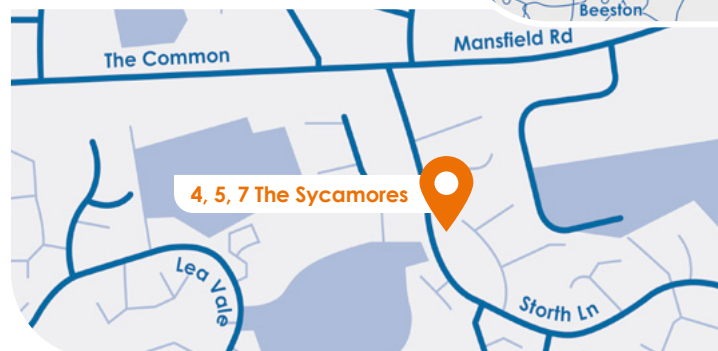 Beeston
Mansfield Rd
The Common
4, 5, 7 The Sycamores
Lea Vale
Storth Ln